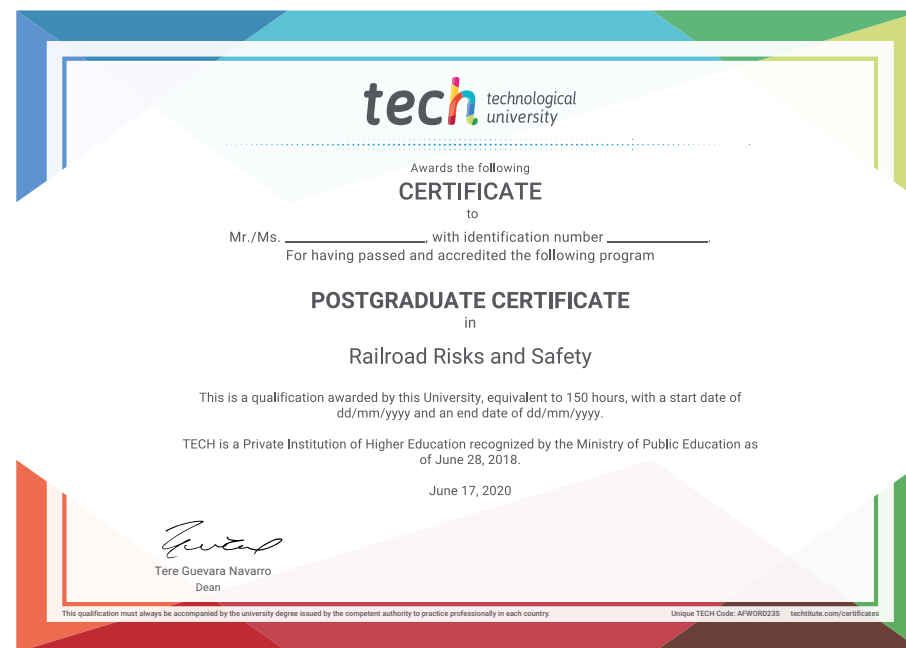 tech technological
university
Awards the following
CERTIFICATE
to
Mr./Ms. ____________________, with identification number ______________.
For having passed and accredited the following program
POSTGRADUATE CERTIFICATE
in
Railroad Risks and Safety
This is a qualification awarded by this University, equivalent to 150 hours, with a start date of
dd/mm/yyyy and an end date of dd/mm/yyyy.
TECH is a Private Institution of Higher Education recognized by the Ministry of Public Education as
of June 28, 2018.
June 17, 2020
Tere Guevara Navarro
Dean
This qualification must always be accompanied by the university degree issued by the competent authority to practice professionally in each country. Unique TECH Code: AFWORD23S techtitute.com/certificates